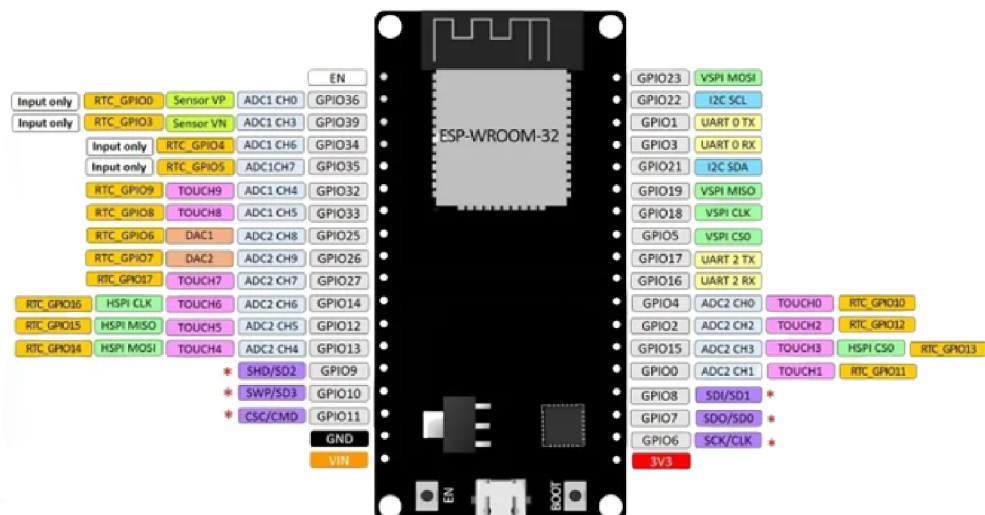 EN GPIO23 VSPI MOSI
Input only RTC_GPIO0 Sensor VP ADC1 CH0 GPIO36 GPIO22 I2C SCL
Input only RTC_GPIO3 Sensor VN ADC1 CH3 GPIO39 GPIO1 UART 0 TX
Input only RTC_GPIO4 ADC1 CH6 GPIO34 ESP-WROOM-32 GPIO3 UART 0 RX
Input only RTC_GPIO5 ADC1CH7 GPIO35 GPIO21 I2C SDA
RTC_GPIO9 TOUCH9 ADC1 CH4 GPIO32 GPIO19 VSPI MISO
RTC_GPIO8 TOUCH8 ADC1 CH5 GPIO33 GPIO18 VSPI CLK
RTC_GPIO6 DAC1 ADC2 CH8 GPIO25 GPIO5 VSPI CS0
RTC_GPIO7 DAC2 ADC2 CH9 GPIO26 GPIO17 UART 2 TX
RTC_GPIO17 TOUCH7 ADC2 CH7 GPIO27 GPIO16 UART 2 RX
RTC_GPIO16 HSPI CLK TOUCH6 ADC2 CH6 GPIO14 GPIO4 ADC2 CH0 TOUCH0 RTC_GPIO10
RTC_GPIO15 HSPI MISO TOUCH5 ADC2 CH5 GPIO12 GPIO2 ADC2 CH2 TOUCH2 RTC_GPIO12
RTC_GPIO14 HSPI MOSI TOUCH4 ADC2 CH4 GPIO13 GPIO15 ADC2 CH3 TOUCH3 HSPI CS0 RTC_GPIO13
* SHD/SD2 GPIO9 GPIO0 ADC2 CH1 TOUCH1 RTC_GPIO11
* SWP/SD3 GPIO10 GPIO8 SDI/SD1 *
* CSC/CMD GPIO11 GPIO7 SDO/SD0 *
GND GPIO6 SCK/CLK *
VIN 3V3
EN BOOT